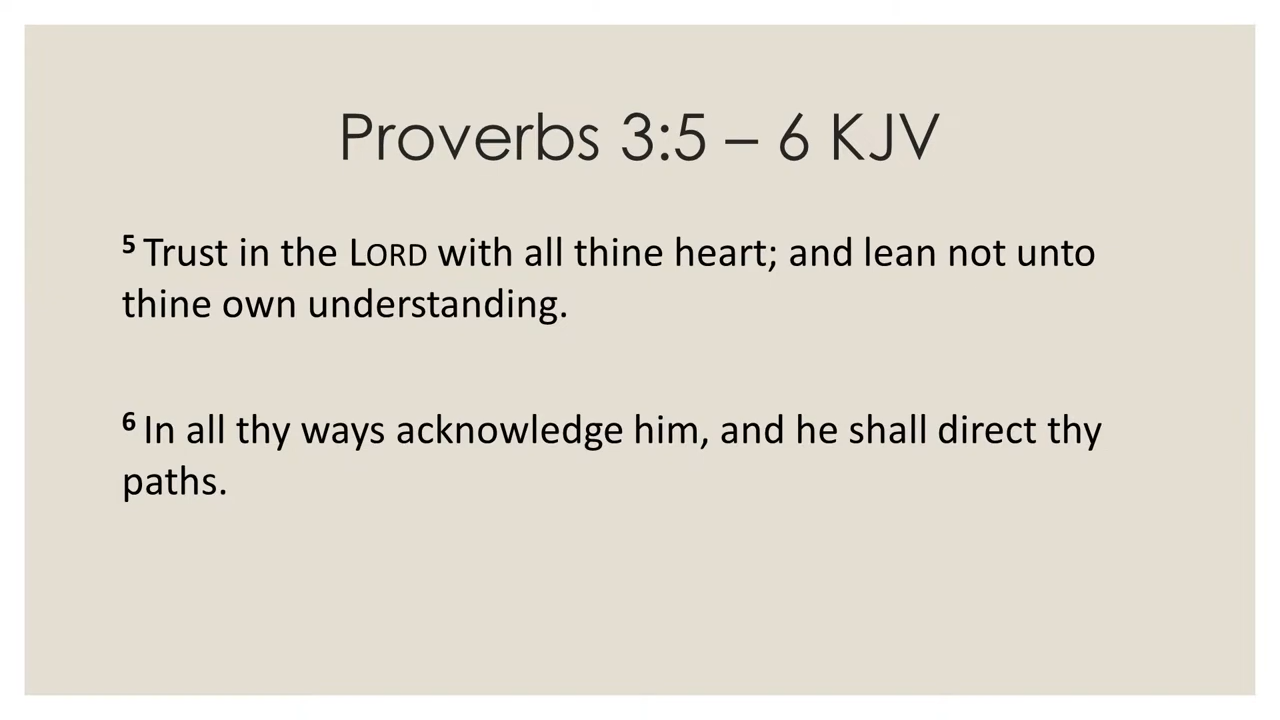 Proverbs 3:5 – 6 KJV
5 Trust in the LORD with all thine heart; and lean not unto
thine own understanding.
6 In all thy ways acknowledge him, and he shall direct thy
paths.